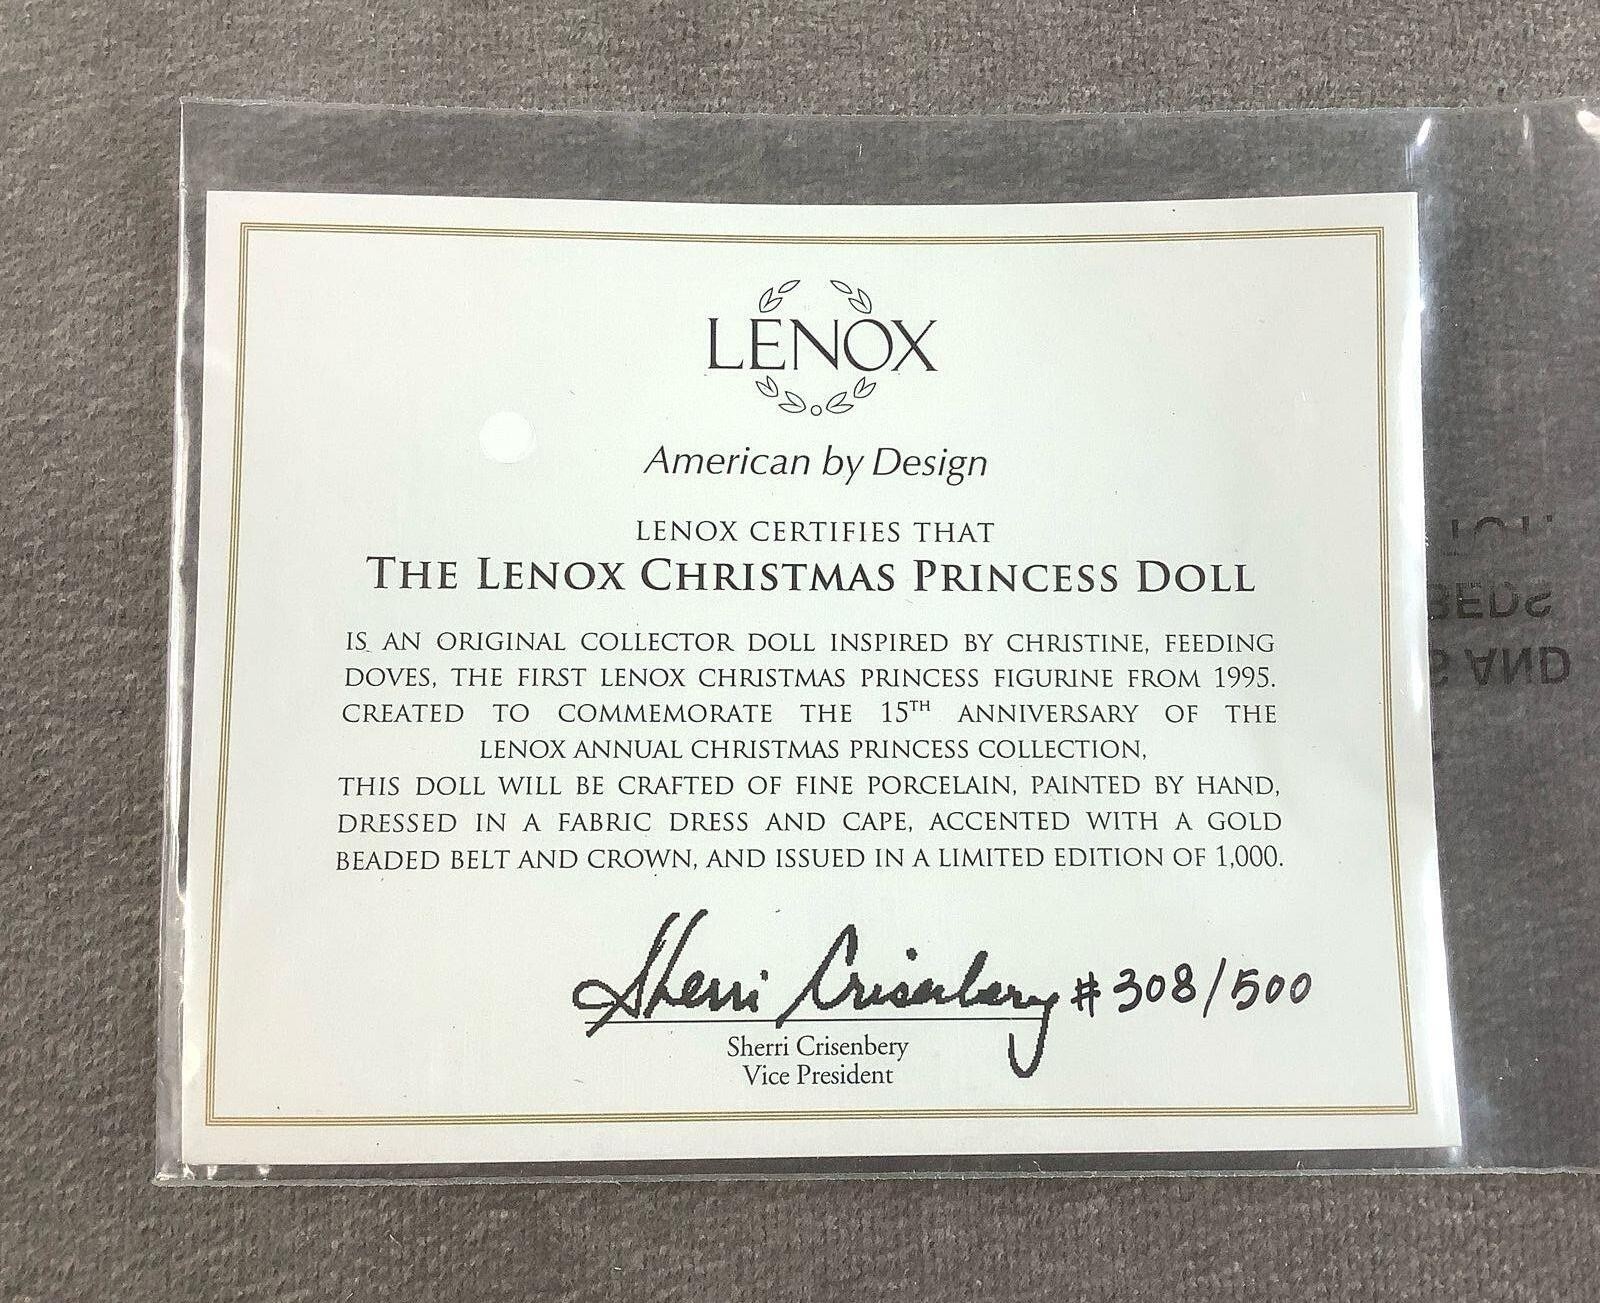 LENOX
American by Design
LENOX CERTIFIES THAT
THE LENOX CHRISTMAS PRINCESS DOLL
IS AN ORIGINAL COLLECTOR DOLL INSPIRED BY CHRISTINE, FEEDING
DOVES, THE FIRST LENOX CHRISTMAS PRINCESS FIGURINE FROM 1995.
CREATED TO COMMEMORATE THE 15TH ANNIVERSARY OF THE
LENOX ANNUAL CHRISTMAS PRINCESS COLLECTION,
THIS DOLL WILL BE CRAFTED OF FINE PORCELAIN, PAINTED BY HAND,
DRESSED IN A FABRIC DRESS AND CAPE, ACCENTED WITH A GOLD
BEADED BELT AND CROWN, AND ISSUED IN A LIMITED EDITION OF 1,000.
Sherri Crisenbery #308/500
Sherri Crisenbery
Vice President
BEDS
AND